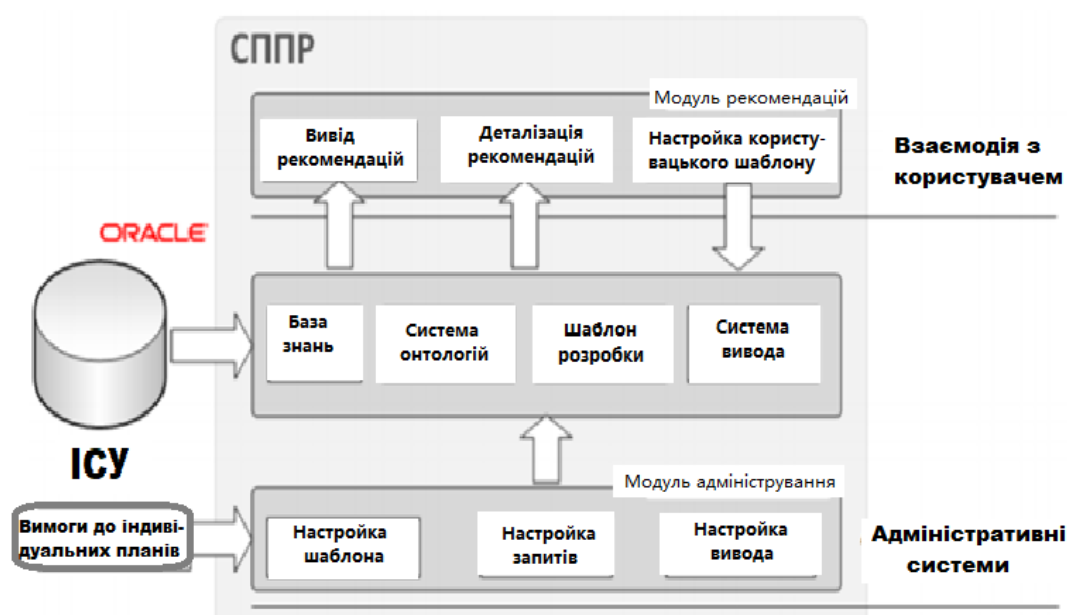 СППР
Модуль рекомендацій
Вивід
рекомендацій
Деталізація
рекомендацій
Настройка користу-
вацького шаблону
Взаємодія з
користувачем
ORACLE
База
знань
Система
онтологій
Шаблон
розробки
Система
вивода
ІСУ
Модуль адміністрування
Вимоги до індиві-
дуальних планів
Настройка
шаблона
Настройка
запитів
Настройка
вивода
Адміністративні
системи